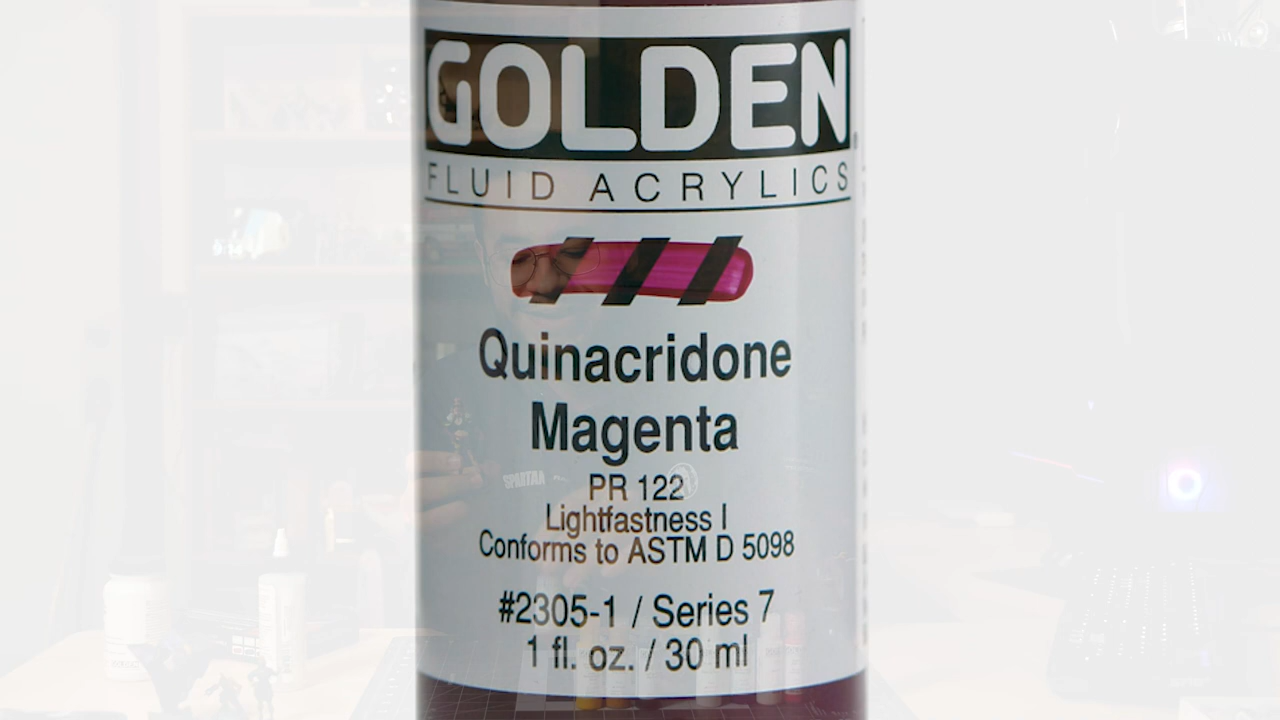 GOLDEN
FLUID ACRYLICS
Quinacridone
Magenta
PR 122
Lightfastness I
Conforms to ASTM D 5098
#2305-1 / Series 7
1 fl. oz. / 30 ml
SPARTAA